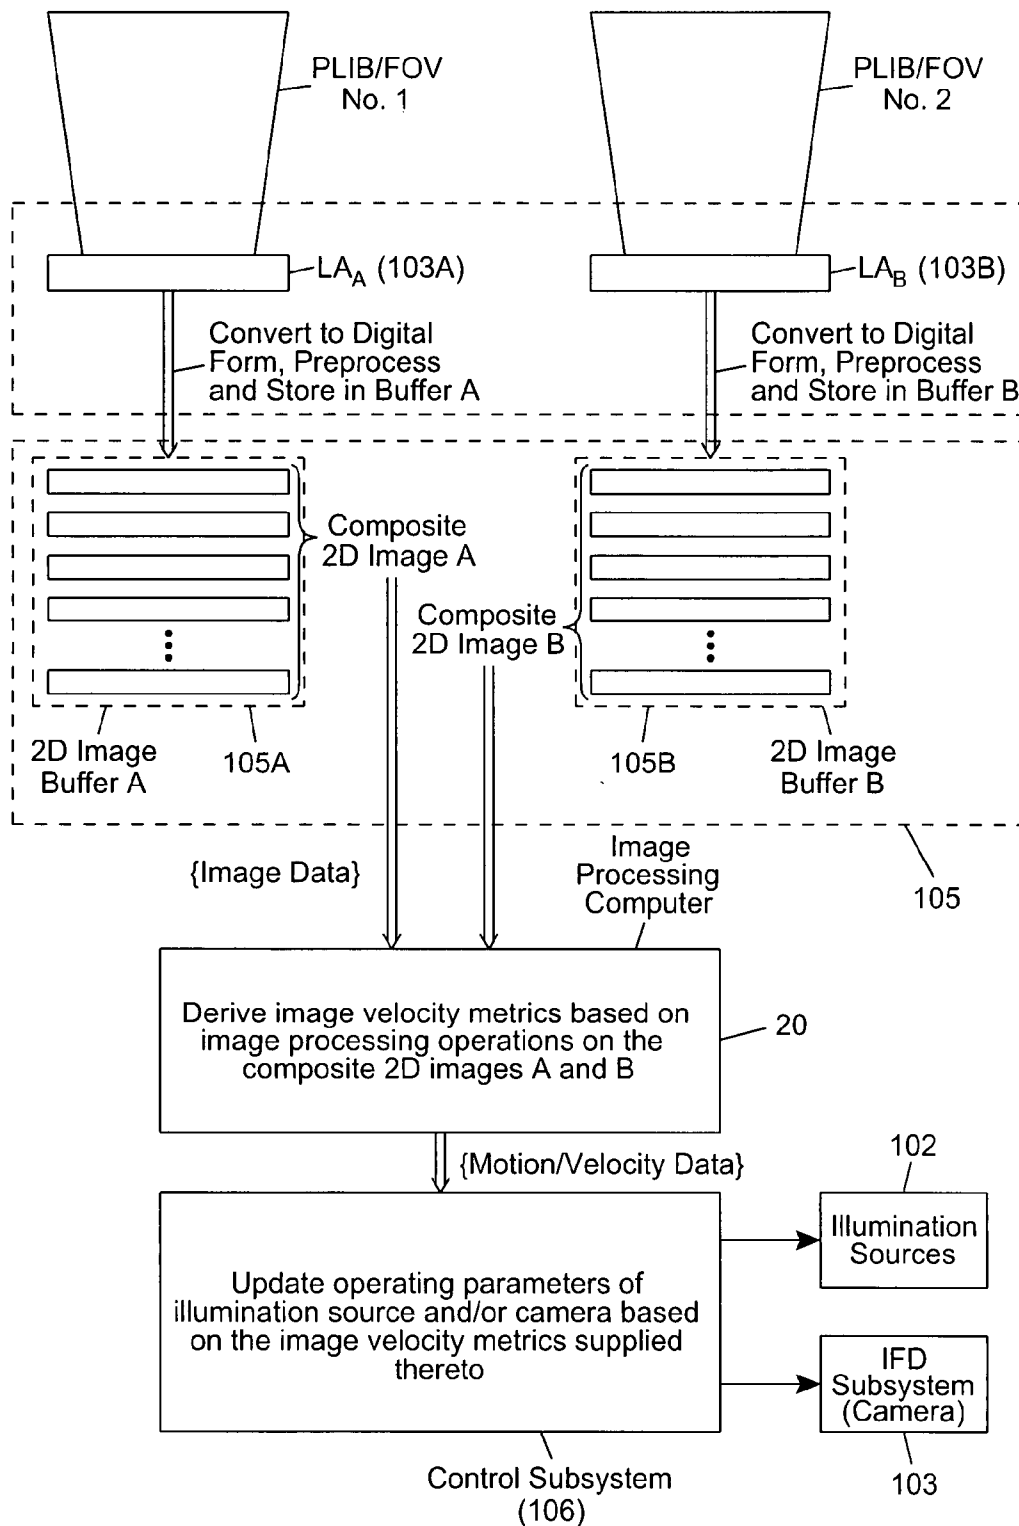 PLIB/FOV
No. 1
PLIB/FOV
No. 2
LAA (103A)
LAB (103B)
Convert to Digital
Form, Preprocess
and Store in Buffer A
Convert to Digital
Form, Preprocess
and Store in Buffer B
Composite
2D Image A
Composite
2D Image B
2D Image
Buffer A
105A
105B
2D Image
Buffer B
{Image Data}
Image
Processing
Computer
105
Derive image velocity metrics based on
image processing operations on the
composite 2D images A and B
20
{Motion/Velocity Data}
102
Illumination
Sources
Update operating parameters of
illumination source and/or camera based
on the image velocity metrics supplied
thereto
IFD
Subsystem
(Camera)
103
Control Subsystem
(106)